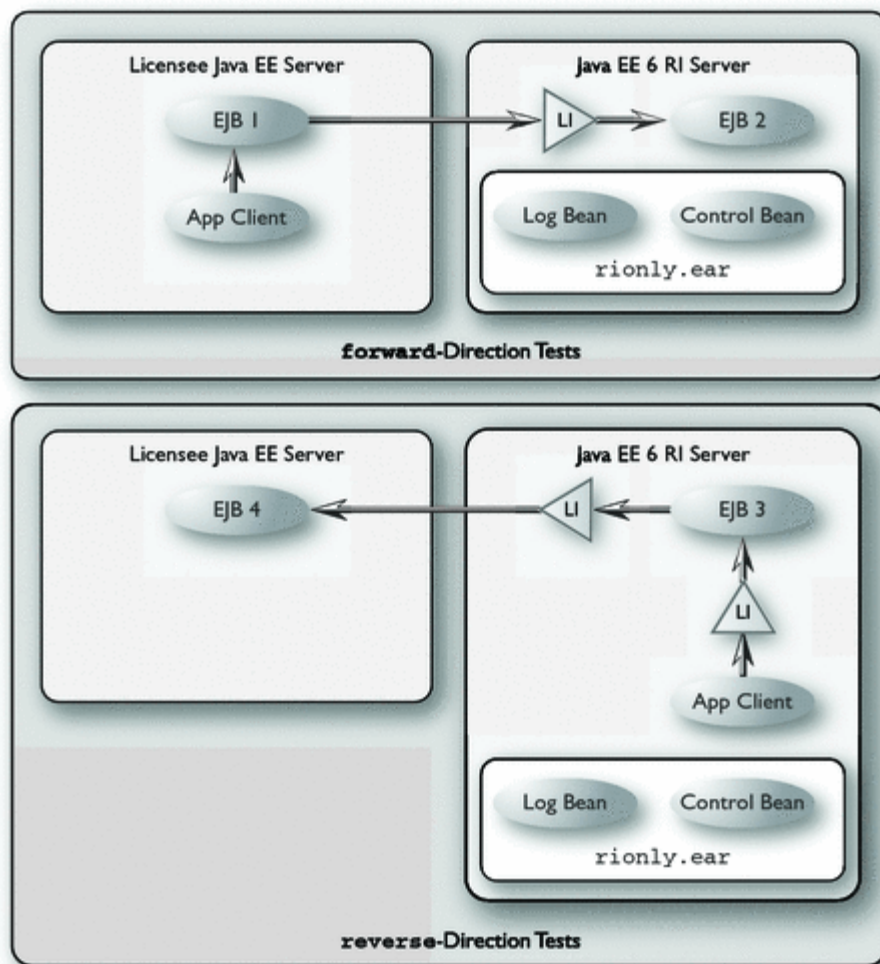 Licensee Java EE Server
Java EE 6 RI Server
EJB 1
LI
EJB 2
App Client
Log Bean
Control Bean
rionly.ear
forward-Direction Tests
Licensee Java EE Server
Java EE 6 RI Server
EJB 4
LI
EJB 3
LI
App Client
Log Bean
Control Bean
rionly.ear
reverse-Direction Tests